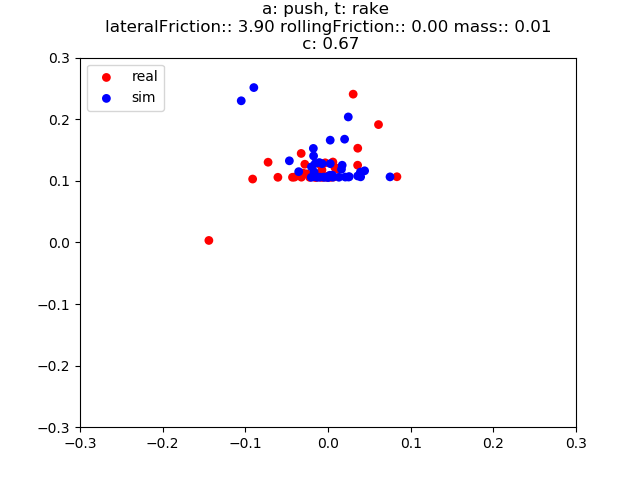 a: push, t: rake
lateralFriction:: 3.90 rollingFriction:: 0.00 mass:: 0.01
c: 0.67
real
sim
0.3
0.2
0.1
0.0
−0.1
−0.2
−0.3
−0.3 −0.2 −0.1 0.0 0.1 0.2 0.3